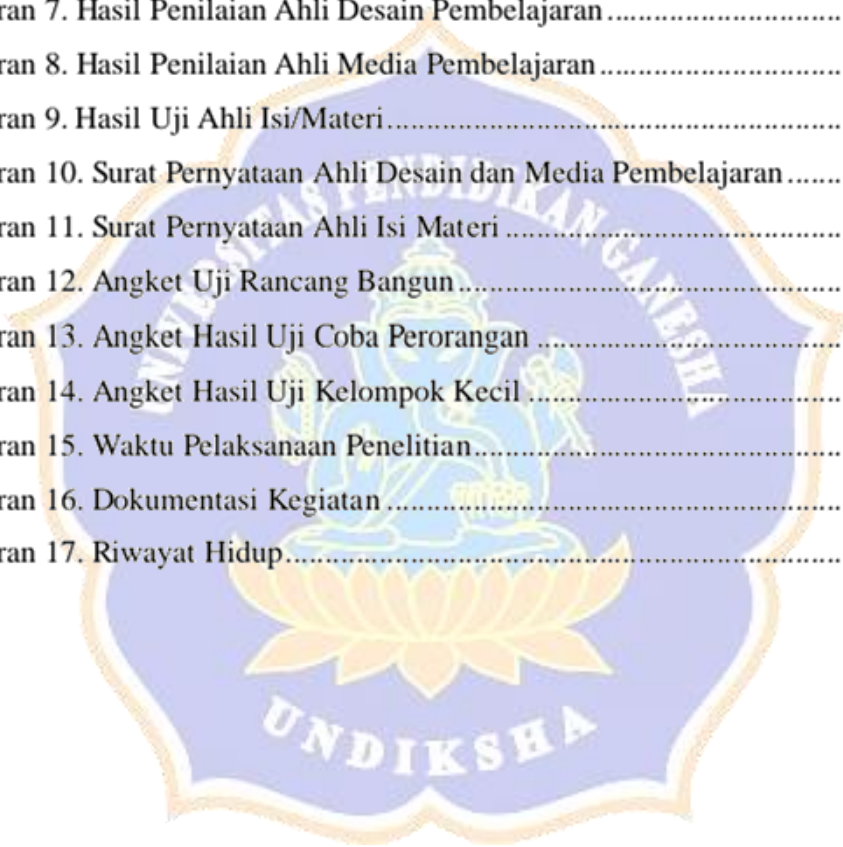 ran 7. Hasil Penilaian Ahli Desain Pembelajaran ..............................
ran 8. Hasil Penilaian Ahli Media Pembelajaran ...............................
ran 9. Hasil Uji Ahli Isi/Materi..........................................................
ran 10. Surat Pernyataan Ahli Desain dan Media Pembelajaran .......
ran 11. Surat Pernyataan Ahli Isi Materi ...........................................
ran 12. Angket Uji Rancang Bangun .................................................
ran 13. Angket Hasil Uji Coba Perorangan .......................................
ran 14. Angket Hasil Uji Kelompok Kecil ........................................
ran 15. Waktu Pelaksanaan Penelitian...............................................
ran 16. Dokumentasi Kegiatan ..........................................................
ran 17. Riwayat Hidup......................................................................
UNIVERSITAS PENDIDIKAN GANESHA
UNDIKSHA